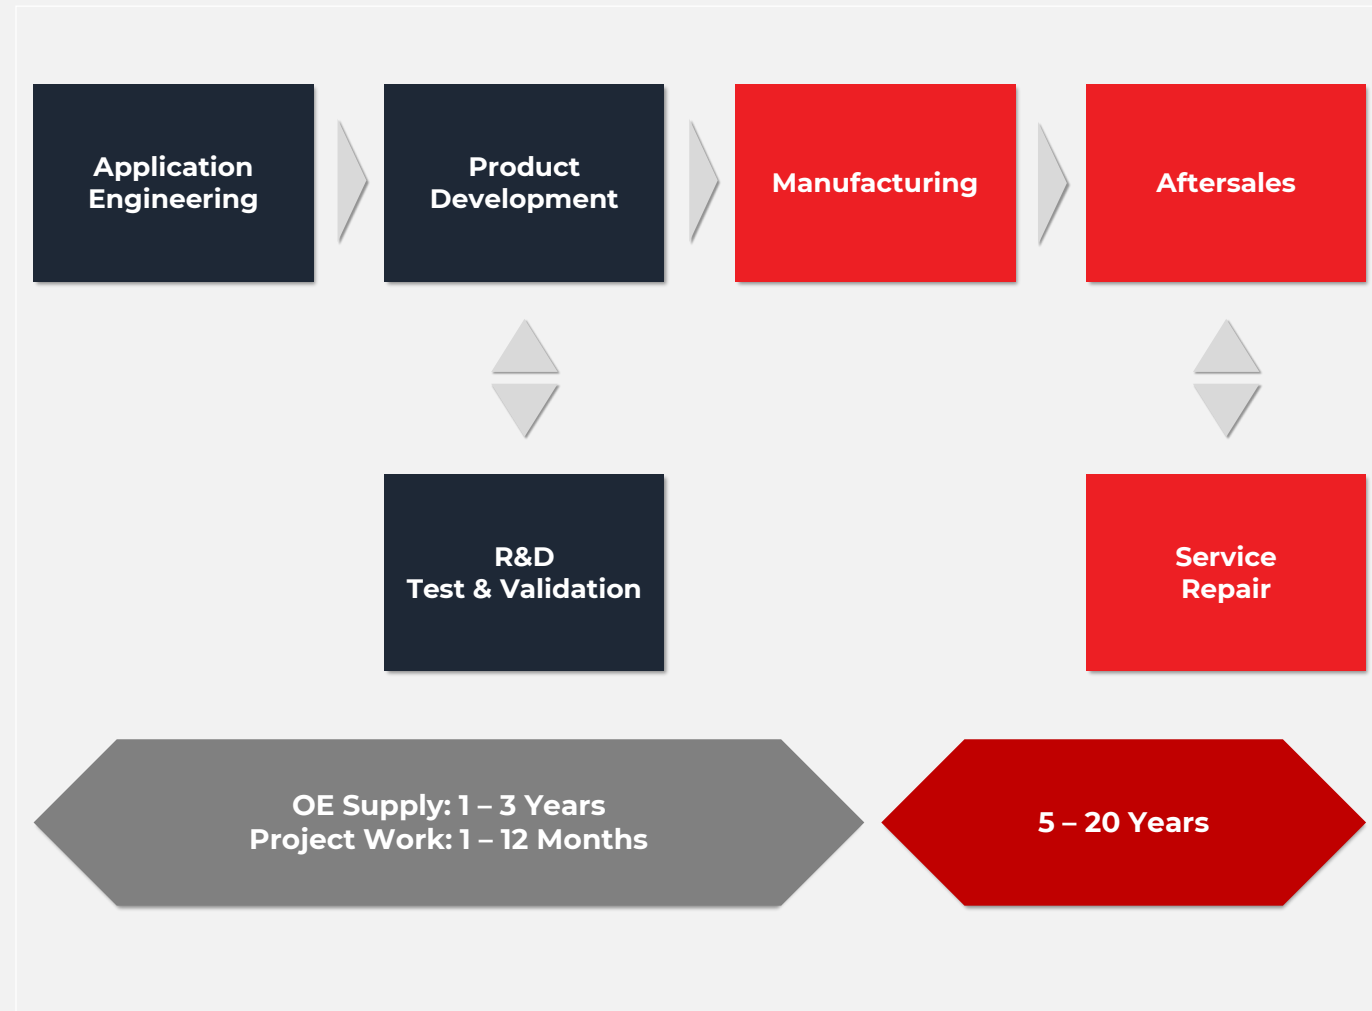 Application
Engineering
Product
Development
Manufacturing
Aftersales
R&D
Test & Validation
Service
Repair
OE Supply: 1 – 3 Years
Project Work: 1 – 12 Months
5 – 20 Years